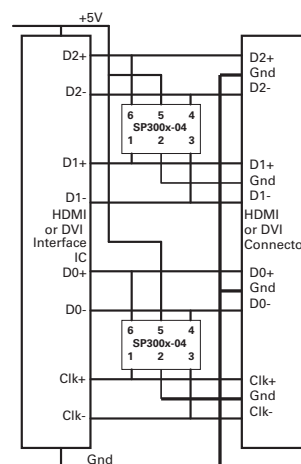 +5V
D2+ D2+
Gnd
D2- D2-
6 5 4
SP300x-04
1 2 3
D1+ D1+
Gnd
D1- D1-
HDMI
or DVI
Interface
IC
HDMI
or DVI
Connecto
D0+ D0+
Gnd
D0- D0-
6 5 4
SP300x-04
1 2 3
Clk+ Clk+
Gnd
Clk- Clk-
Gnd